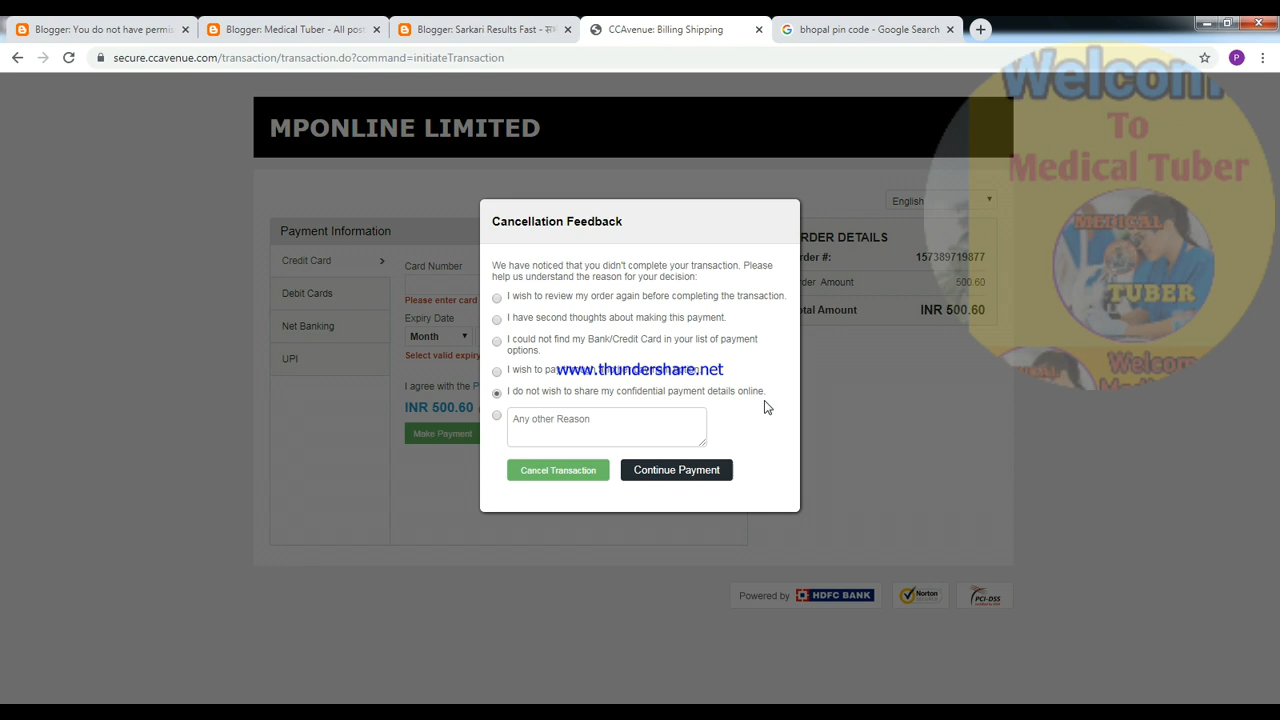 Blogger: You do not have permis
Blogger: Medical Tuber - All post
Blogger: Sarkari Results Fast -
CCAvenue: Billing Shipping
bhopal pin code - Google Search
secure.ccavenue.com/transaction/transaction.do?command=initiateTransaction
P
Welcom
To
Medical Tuber
MEDICAL
TUBER
Welcom
MPONLINE LIMITED
English
Payment Information
Credit Card
Debit Cards
Net Banking
UPI
Card Number
Please enter card
Expiry Date
Month
Select valid expiry
I agree with the P
INR 500.60
Make Payment
RDER DETAILS
rder #: 157389719877
der Amount 500.60
tal Amount INR 500.60
Cancellation Feedback
We have noticed that you didn't complete your transaction. Please
help us understand the reason for your decision:
I wish to review my order again before completing the transaction.
I have second thoughts about making this payment.
I could not find my Bank/Credit Card in your list of payment
options.
I wish to pa
www.thundershare.net
I do not wish to share my confidential payment details online.
Any other Reason
Cancel Transaction
Continue Payment
Powered by HDFC BANK
Norton
PCI-DSS